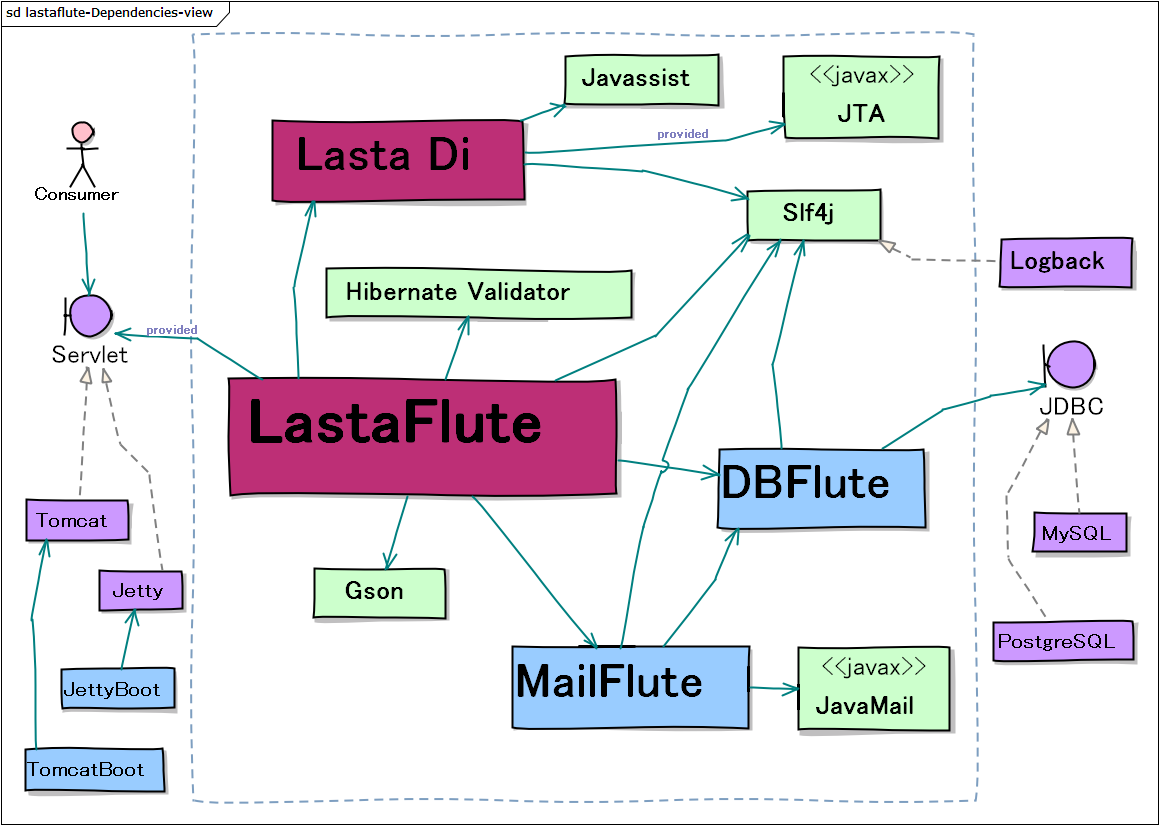 sd lastaflute-Dependencies-view
Javassist
<<javax>>
JTA
provided
Lasta Di
Consumer
Slf4j
Logback
Hibernate Validator
provided
Servlet
JDBC
LastaFlute
DBFlute
Tomcat
MySQL
Jetty
Gson
PostgreSQL
JettyBoot
MailFlute
<<javax>>
JavaMail
TomcatBoot